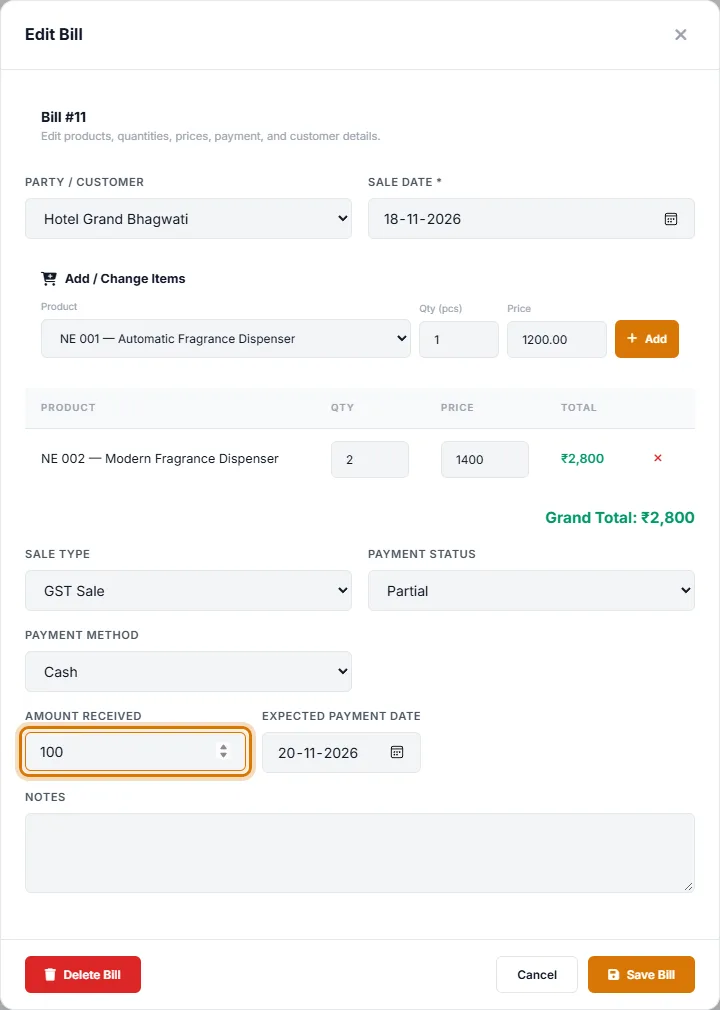 Edit Bill
Bill #11
Edit products, quantities, prices, payment, and customer details.
PARTY / CUSTOMER
SALE DATE *
Hotel Grand Bhagwati
18-11-2026
Add / Change Items
Product
Qty (pcs)
Price
NE 001 — Automatic Fragrance Dispenser
1
1200.00
+ Add
PRODUCT
QTY
PRICE
TOTAL
NE 002 — Modern Fragrance Dispenser
2
1400
₹2,800
Grand Total: ₹2,800
SALE TYPE
PAYMENT STATUS
GST Sale
Partial
PAYMENT METHOD
Cash
AMOUNT RECEIVED
EXPECTED PAYMENT DATE
100
20-11-2026
NOTES
Delete Bill
Cancel
Save Bill